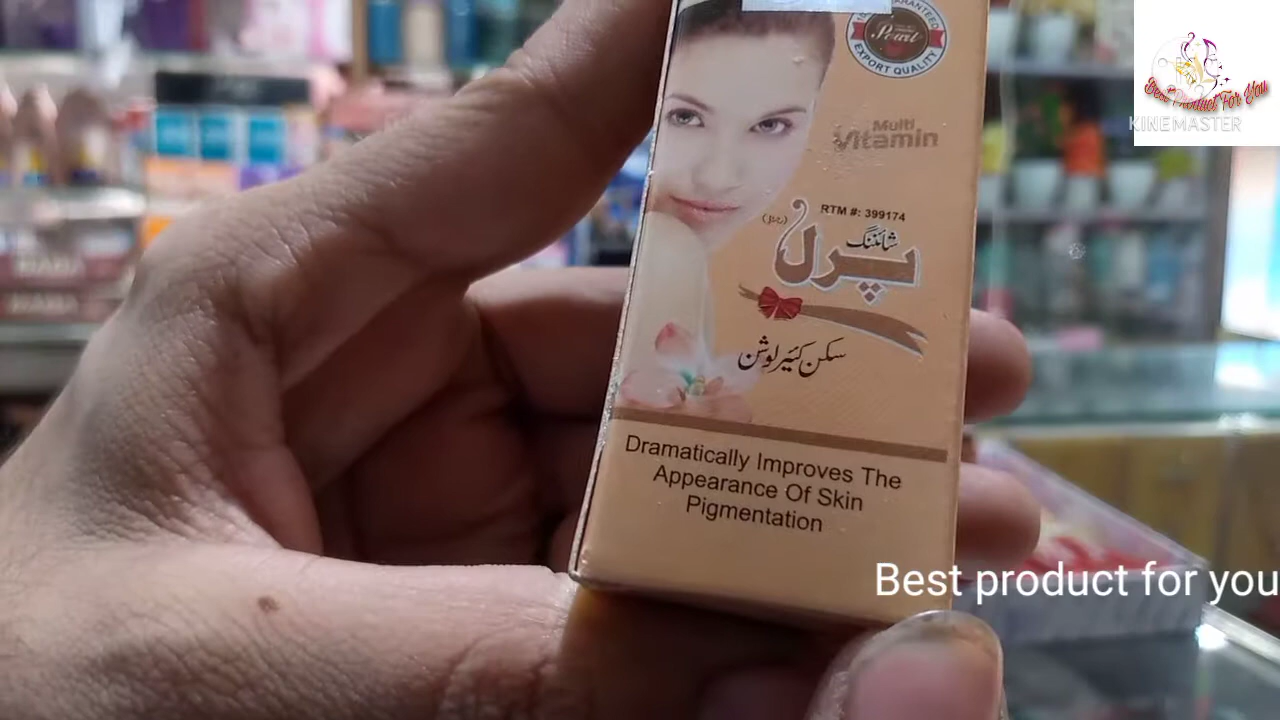 Pearl
EXPORT QUALITY
Best Product For You
KINEMASTER
Multi
Vitamin
RTM #: 399174
شائننگ
پرل
سکن کئیر لوشن
Dramatically Improves The
Appearance Of Skin
Pigmentation
Best product for you